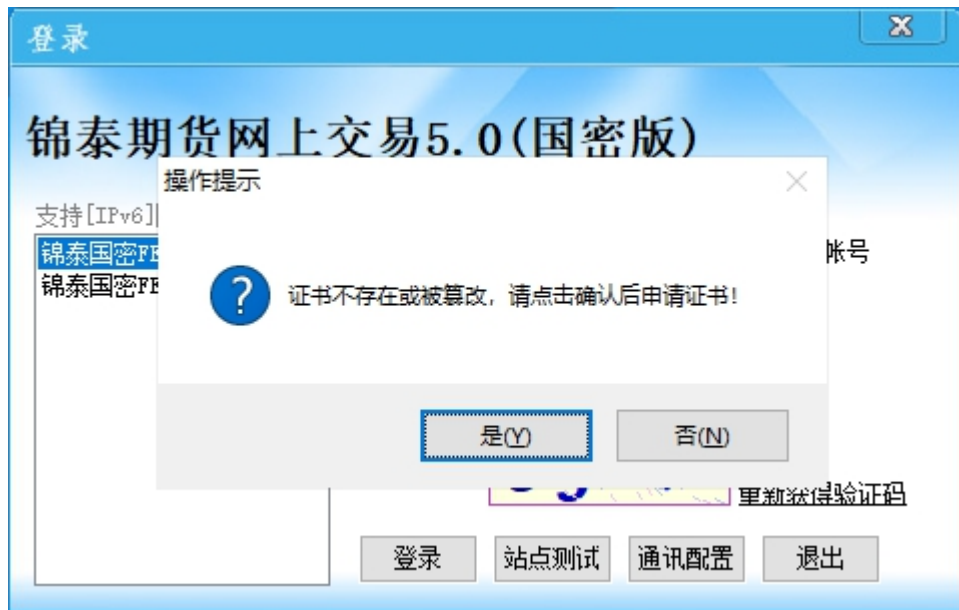 登录
锦泰期货网上交易5.0(国密版)
操作提示
支持[IPv6]
锦泰国密FE
帐号
锦泰国密FE
证书不存在或被篡改，请点击确认后申请证书!
是(Y)
否(N)
重新获得验证码
登录
站点测试
通讯配置
退出